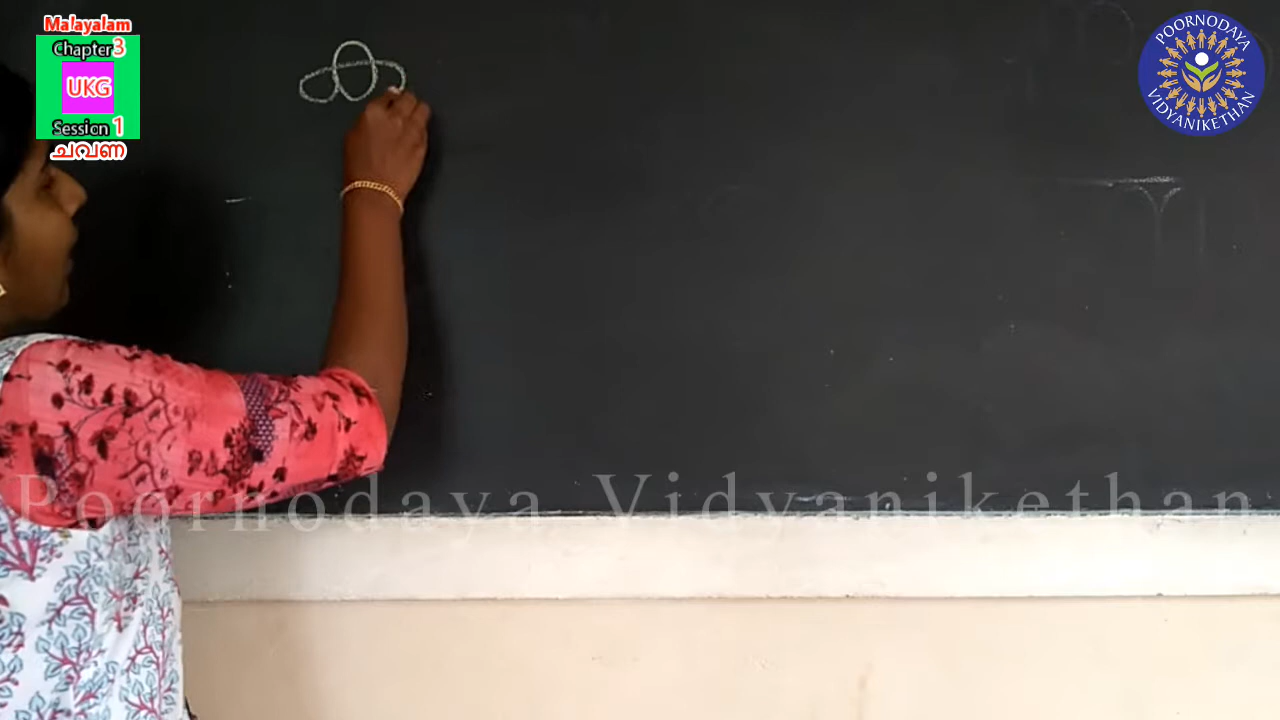 Malayalam
Chapter 3
UKG
Session 1
ചവണ
POORNODAYA
VIDYANIKETHAN
Poornodaya Vidyanikethan